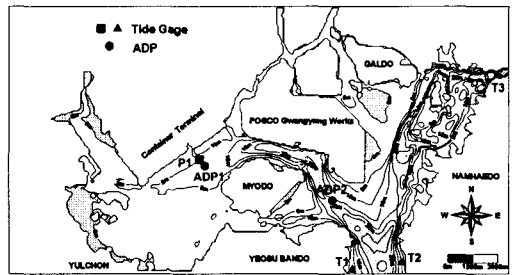 Tide Gage
ADP
GALDO
T3
POSCO Gwangyang Works
Container Terminal
P1
ADP1
MYODO
ADP2
NAMHAEDO
N
W
E
S
YULCHON
YEOSU BANDO
T1
T2